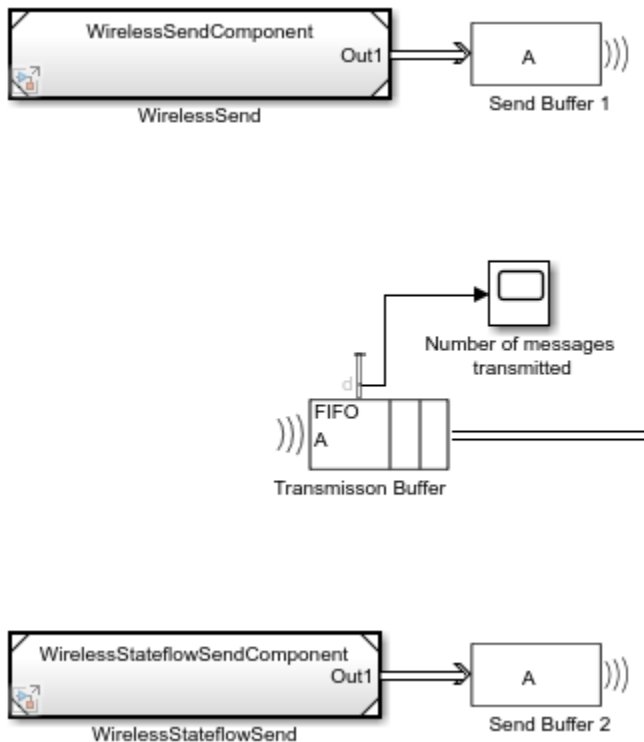 WirelessSendComponent
Out1
A
WirelessSend
Send Buffer 1
Number of messages
transmitted
d
FIFO
A
Transmisson Buffer
WirelessStateflowSendComponent
Out1
A
WirelessStateflowSend
Send Buffer 2